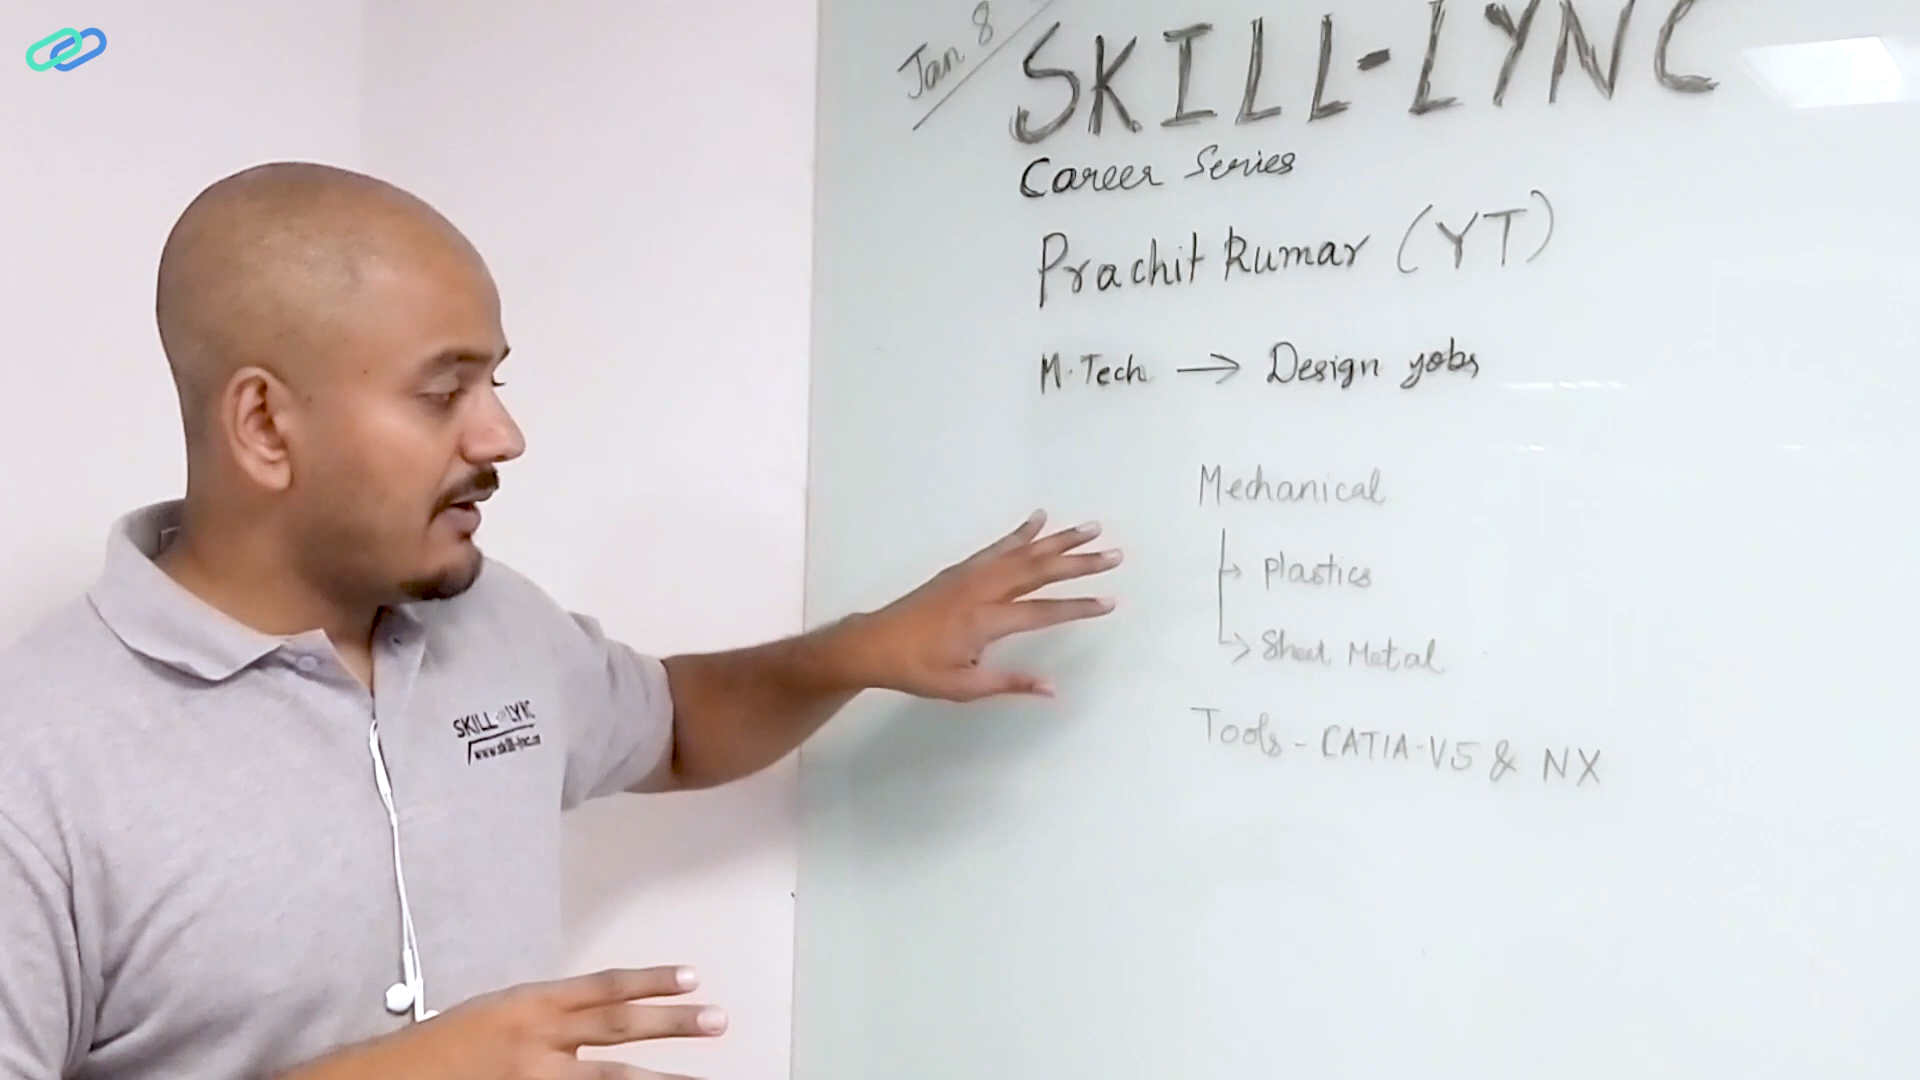 Jan 8
SKILL-LYNC
Career Series
Prachit Kumar (YT)
M.Tech → Design jobs
Mechanical
→ Plastics
→ Sheet Metal
Tools - CATIA-V5 & NX
SKILL-LYNC
www.skill-lync.com